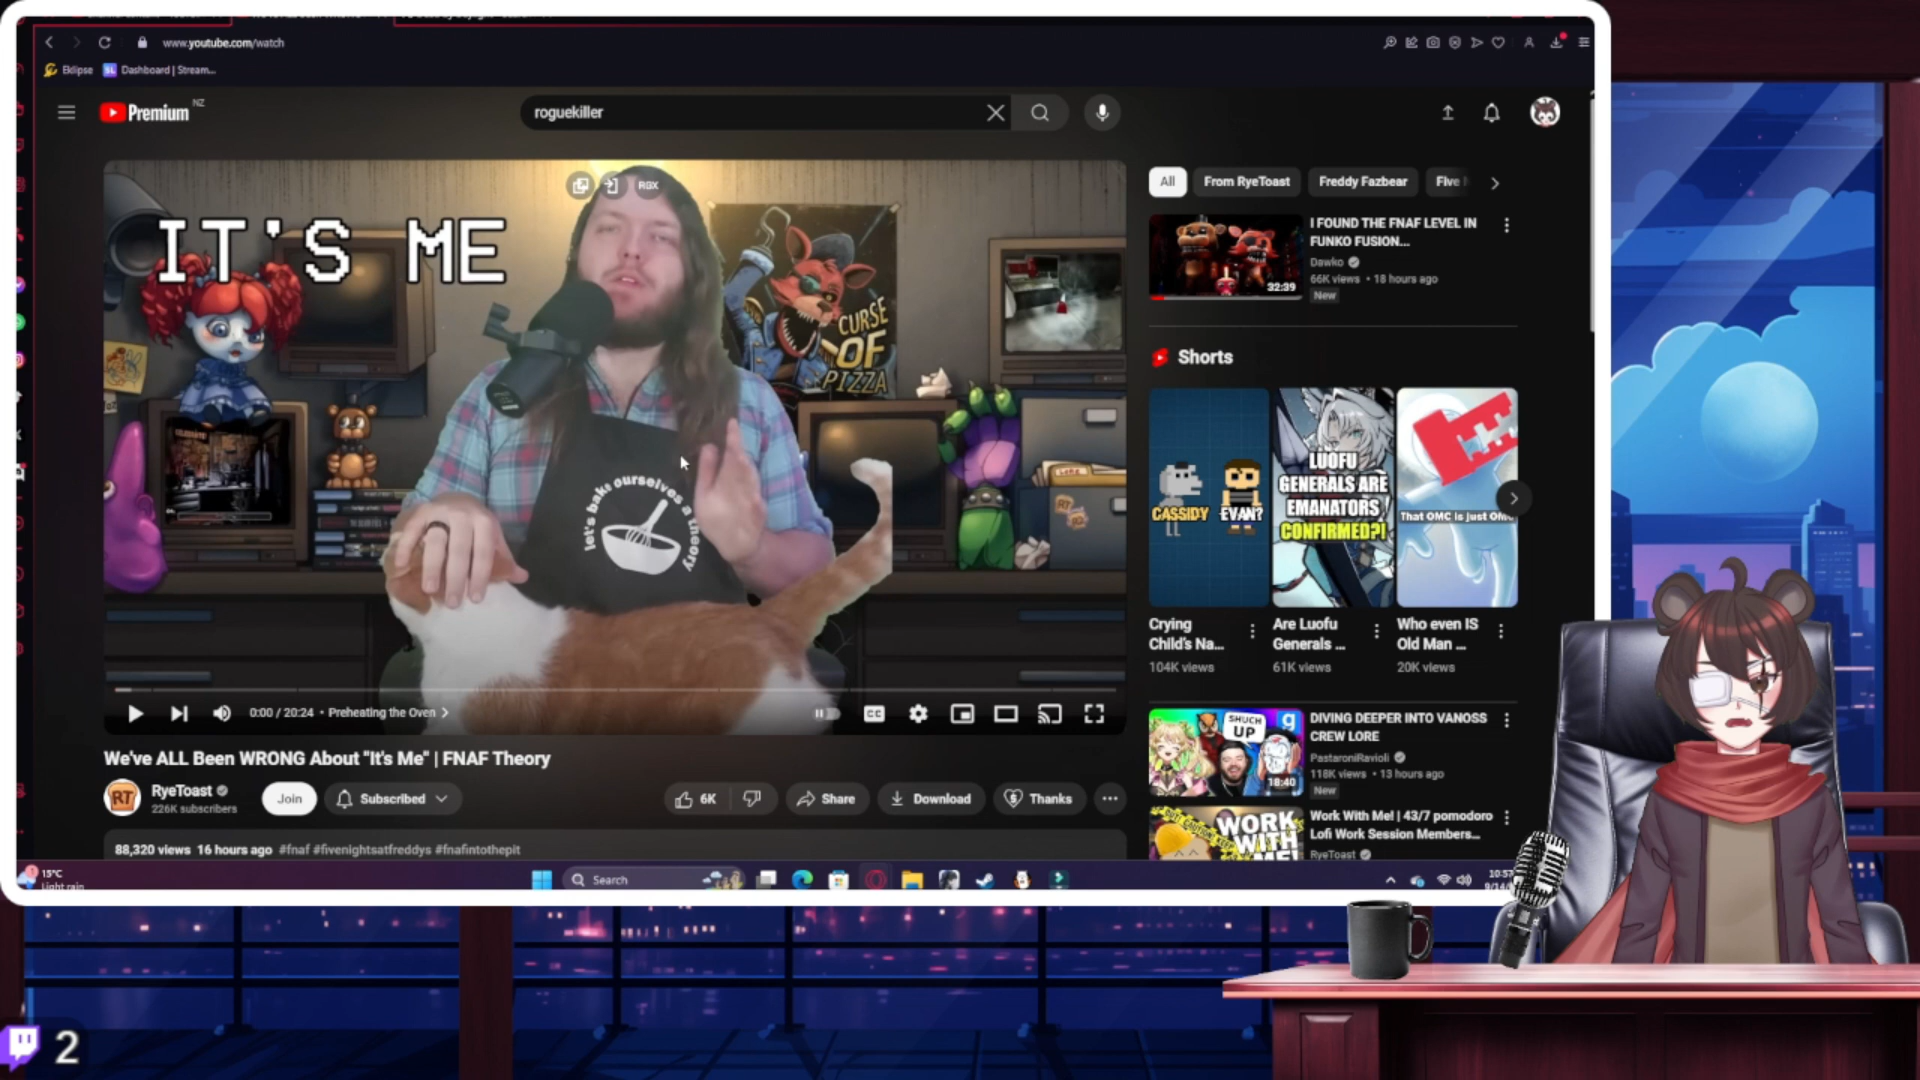 www.youtube.com/watch
Eklipse
Dashboard | Stream...
Premium NZ
roguekiller
RGX
IT'S ME
CURSE
OF
PIZZA
let's bake ourselves a theory
RT
0:00 / 20:24 • Preheating the Oven
CC
We've ALL Been WRONG About "It's Me" | FNAF Theory
RT
RyeToast
226K subscribers
Join
Subscribed
6K
Share
Download
Thanks
88,320 views 16 hours ago #fnaf #fivenightsatfreddys #fnafintothepit
All
From RyeToast
Freddy Fazbear
Five
I FOUND THE FNAF LEVEL IN
FUNKO FUSION...
Dawko
66K views • 18 hours ago
New
32:39
Shorts
CASSIDY
EVAN?
LUOFU
GENERALS ARE
EMANATORS
CONFIRMED?!
That OMC is just
Crying
Child's Na...
104K views
Are Luofu
Generals ...
61K views
Who even IS
Old Man ...
20K views
SHUCH
UP
18:40
DIVING DEEPER INTO VANOSS
CREW LORE
PastaroniRavioli
118K views • 13 hours ago
New
WORK
WITH
Work With Me! | 43/7 pomodoro
Lofi Work Session Members...
RyeToast
15°C
Light rain
Search
10:57
2